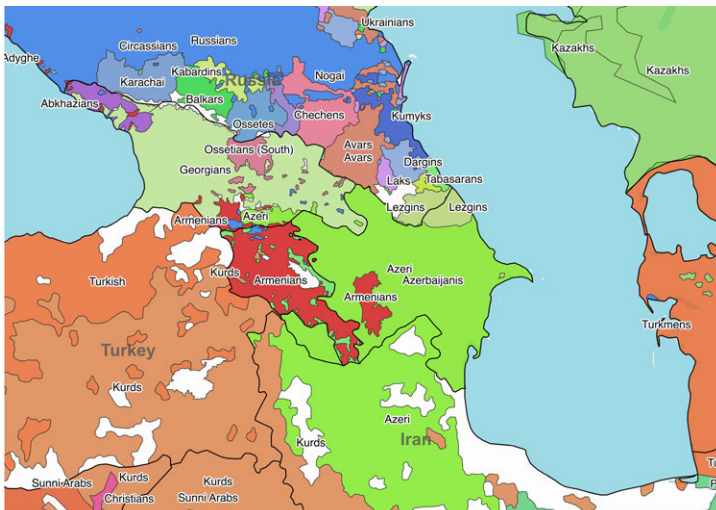 Ukrainians
Circassians
Russians
Adyghe
Kazakhs
Kabardins
Russia
Nogai
Kazakhs
Karachai
Balkars
Abkhazians
Chechens
Kumyks
Ossetes
Ossetians (South)
Avars
Avars
Dargins
Georgians
Laks
Tabasarans
Lezgins
Lezgins
Armenians
Azeri
Kurds
Turkish
Armenians
Azeri
Azerbaijanis
Armenians
Turkmens
Turkey
Kurds
Azeri
Kurds
Iran
Sunni Arabs
Kurds
Christians
Kurds
Sunni Arabs